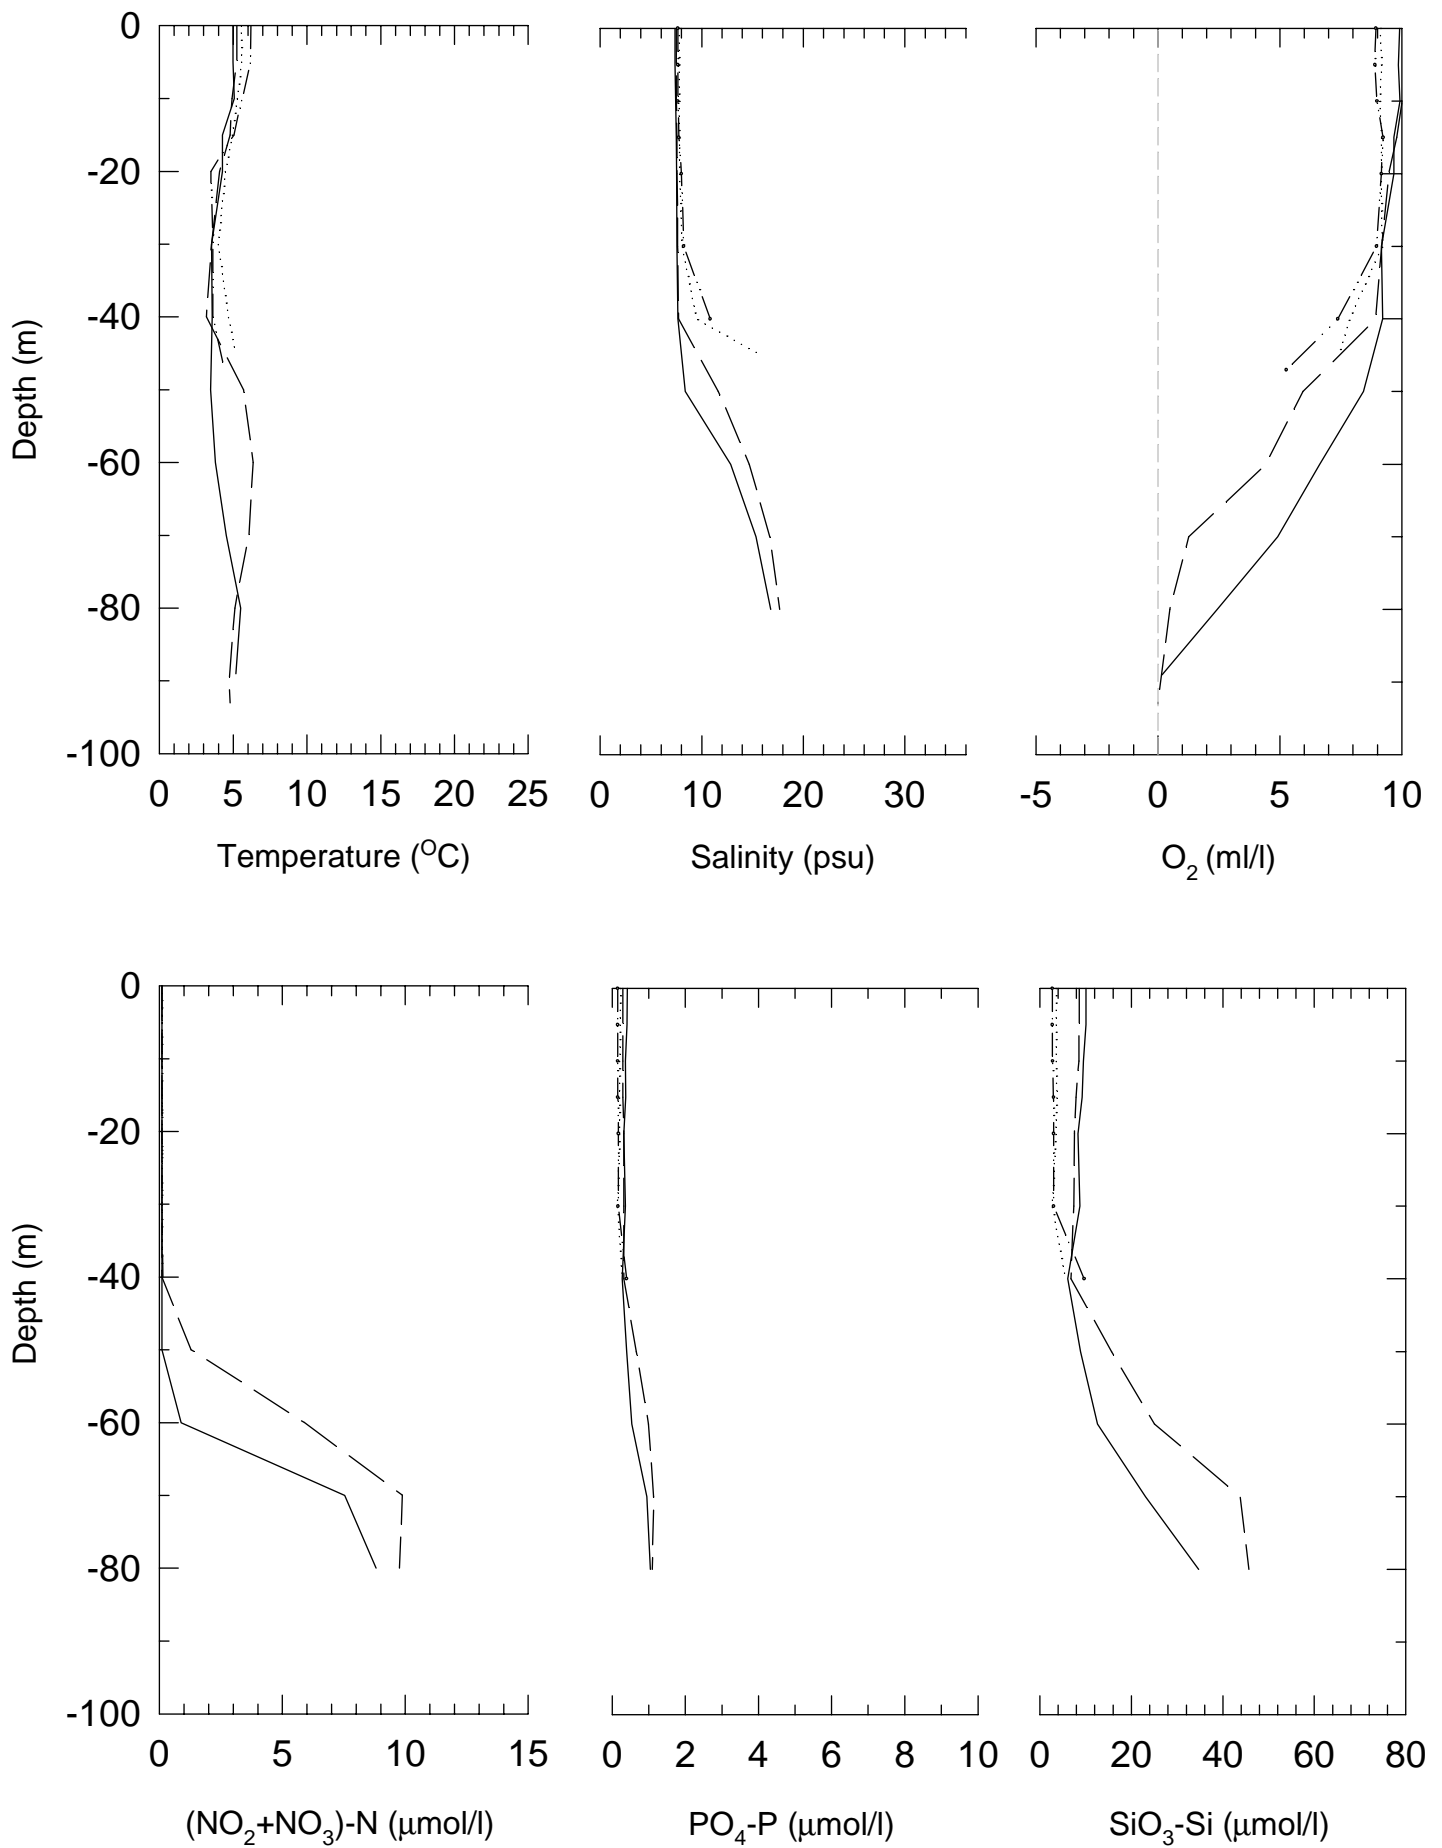 0
-20
-40
-60
-80
-100
Depth (m)
0 5 10 15 20 25
Temperature (ᴼC)
0 10 20 30
Salinity (psu)
-5 0 5 10
O₂ (ml/l)
0
-20
-40
-60
-80
-100
Depth (m)
0 5 10 15
(NO₂+NO₃)-N (μmol/l)
0 2 4 6 8 10
PO₄-P (μmol/l)
0 20 40 60 80
SiO₃-Si (μmol/l)